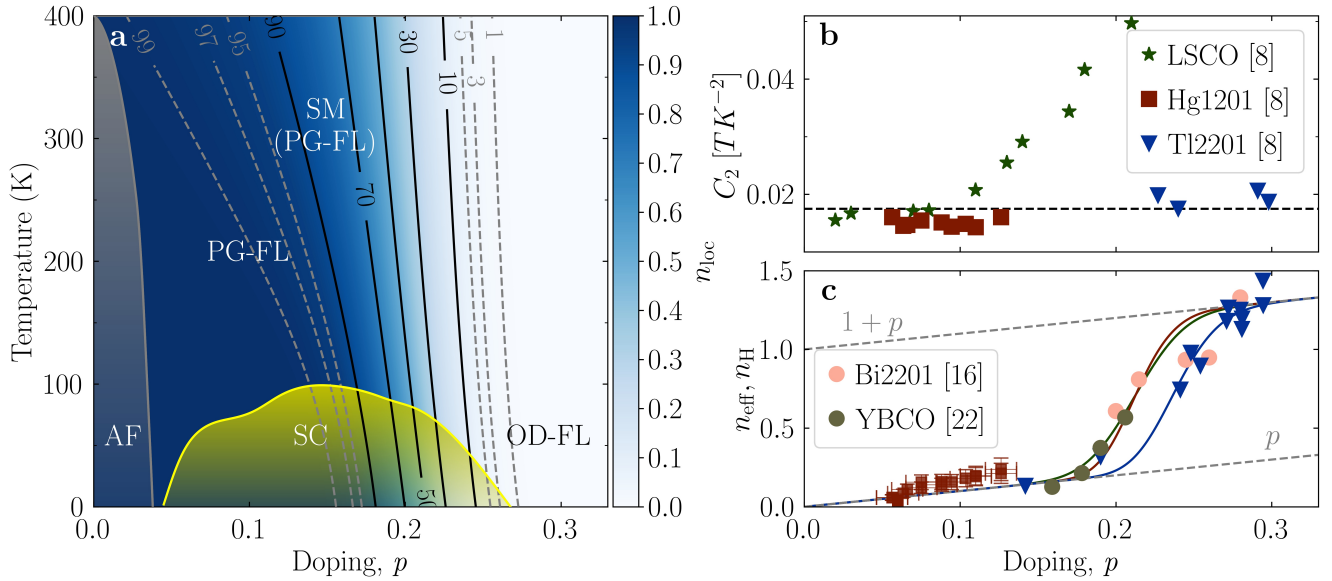 a
400
300
200
100
0
Temperature (K)
0.0
0.1
0.2
0.3
Doping, p
99
97
95
90
70
50
30
10
5
3
1
SM
(PG-FL)
PG-FL
AF
SC
OD-FL
1.0
0.9
0.8
0.7
0.6
0.5
0.4
0.3
0.2
0.1
0.0
n_loc
b
0.04
0.02
C_2 [TK^{-2}]
LSCO [8]
Hg1201 [8]
Tl2201 [8]
c
1.5
1.0
0.5
0.0
n_eff, n_H
1 + p
p
Bi2201 [16]
YBCO [22]
0.0
0.1
0.2
0.3
Doping, p